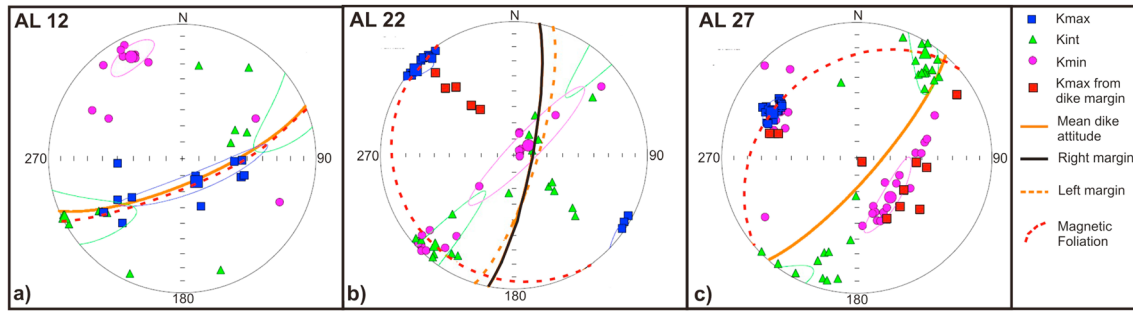 AL 12
N
270
90
180
a)
AL 22
N
270
90
180
b)
AL 27
N
270
90
180
c)
Kmax
Kint
Kmin
Kmax from
dike margin
Mean dike
attitude
Right margin
Left margin
Magnetic
Foliation